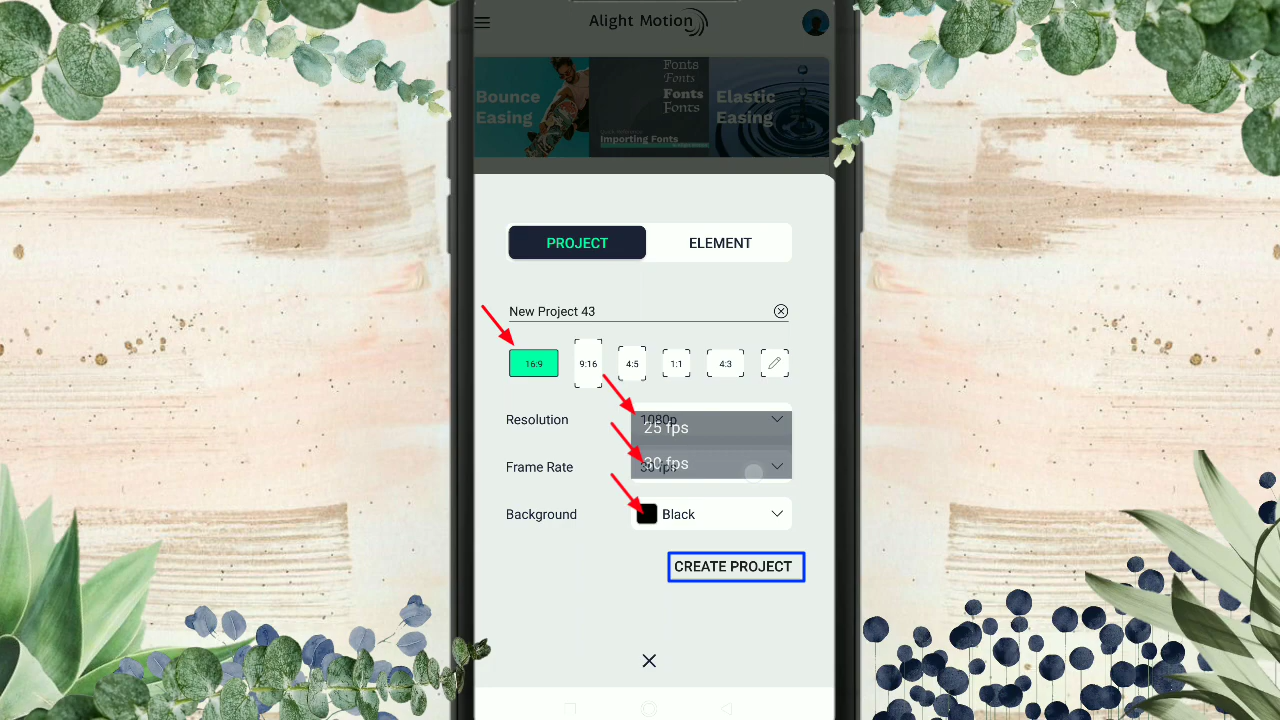 Alight Motion
Bounce
Easing
Fonts
Fonts
Fonts
Fonts
Importing Fonts
Elastic
Easing
PROJECT
ELEMENT
New Project 43
16:9
9:16
4:5
1:1
4:3
Resolution
1080p
25 fps
Frame Rate
30 fps
30 fps
Background
Black
CREATE PROJECT